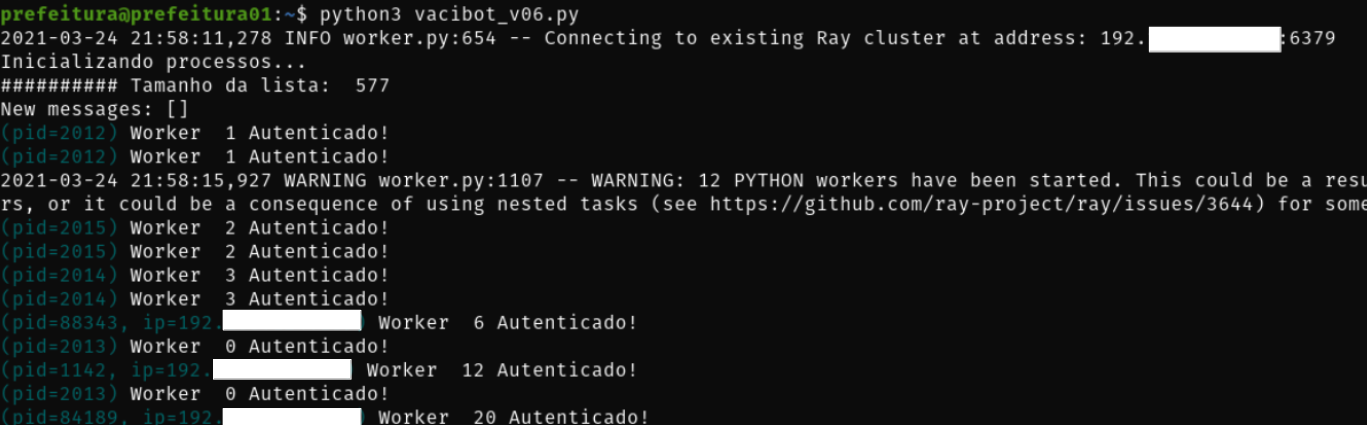 prefeitura@prefeitura01:~$ python3 vacibot_v06.py
2021-03-24 21:58:11,278 INFO worker.py:654 -- Connecting to existing Ray cluster at address: 192. :6379
Inicializando processos...
########## Tamanho da lista:  577
New messages: []
(pid=2012) Worker  1 Autenticado!
(pid=2012) Worker  1 Autenticado!
2021-03-24 21:58:15,927 WARNING worker.py:1107 -- WARNING: 12 PYTHON workers have been started. This could be a resu
rs, or it could be a consequence of using nested tasks (see https://github.com/ray-project/ray/issues/3644) for some
(pid=2015) Worker  2 Autenticado!
(pid=2015) Worker  2 Autenticado!
(pid=2014) Worker  3 Autenticado!
(pid=2014) Worker  3 Autenticado!
(pid=88343, ip=192. ) Worker  6 Autenticado!
(pid=2013) Worker  0 Autenticado!
(pid=1142, ip=192. ) Worker  12 Autenticado!
(pid=2013) Worker  0 Autenticado!
(pid=84189, ip=192. ) Worker  20 Autenticado!